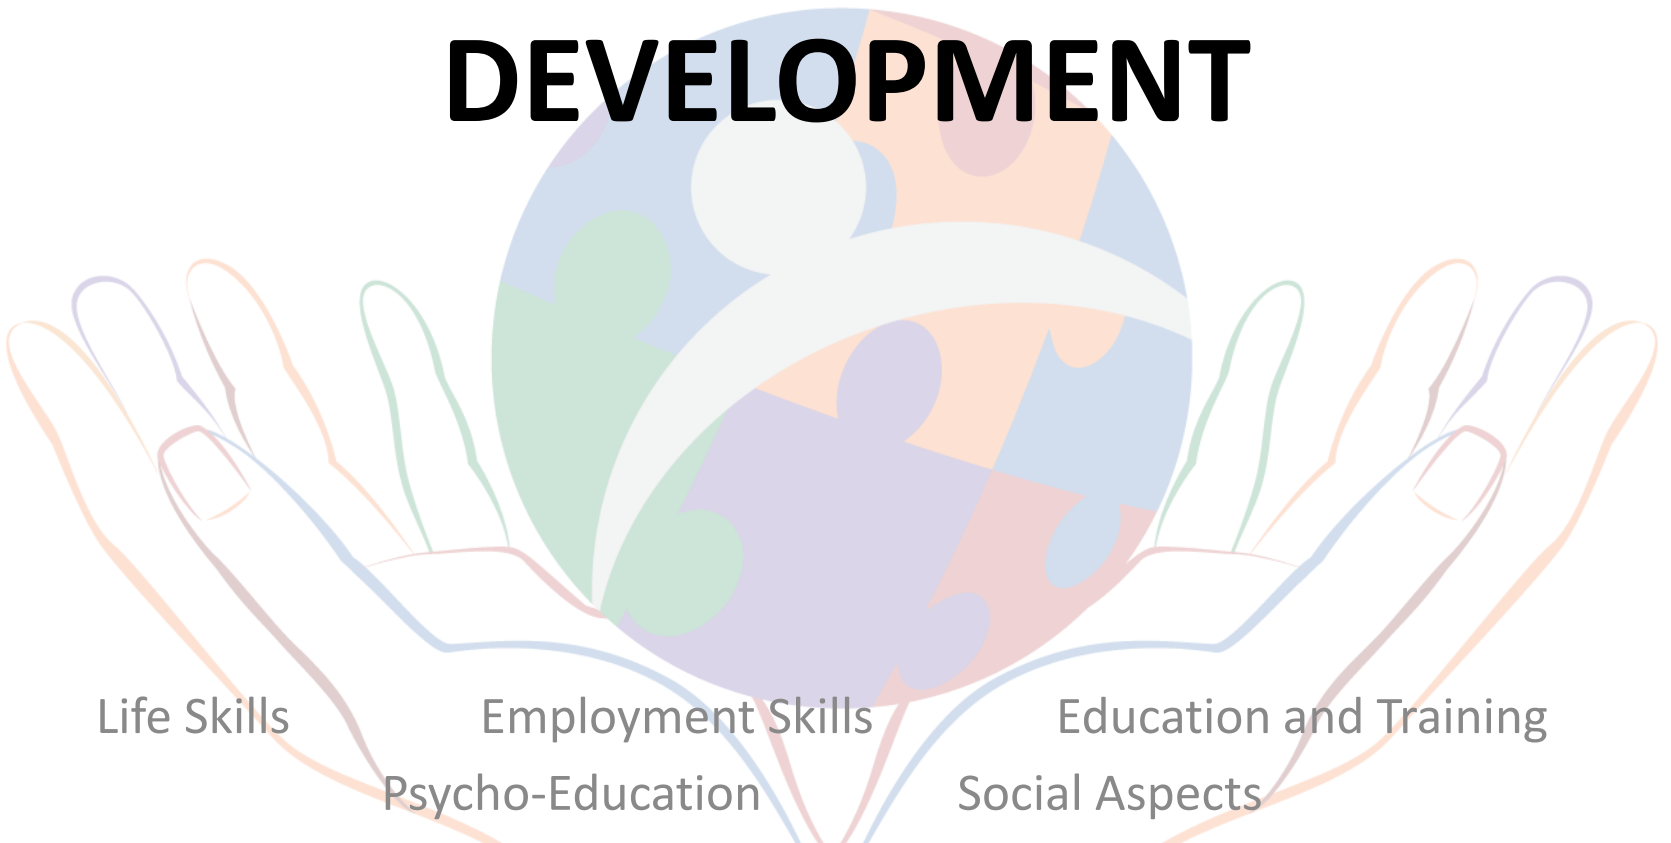 DEVELOPMENT
Life Skills Employment Skills Education and Training
Psycho-Education Social Aspects